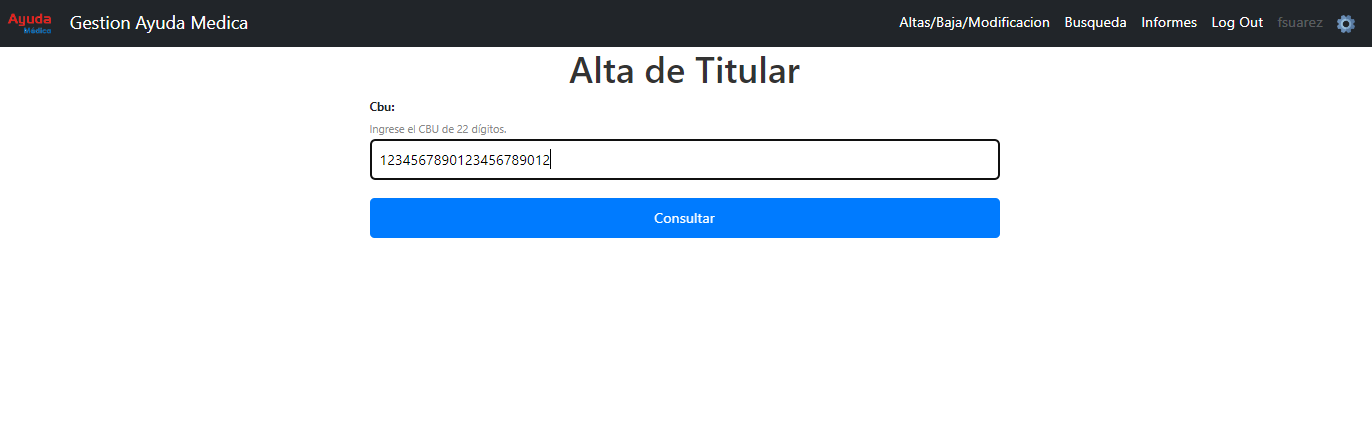 Ayuda
Médica
Gestion Ayuda Medica
Altas/Baja/Modificacion Busqueda Informes Log Out fsuarez
Alta de Titular
Cbu:
Ingrese el CBU de 22 dígitos.
1234567890123456789012
Consultar